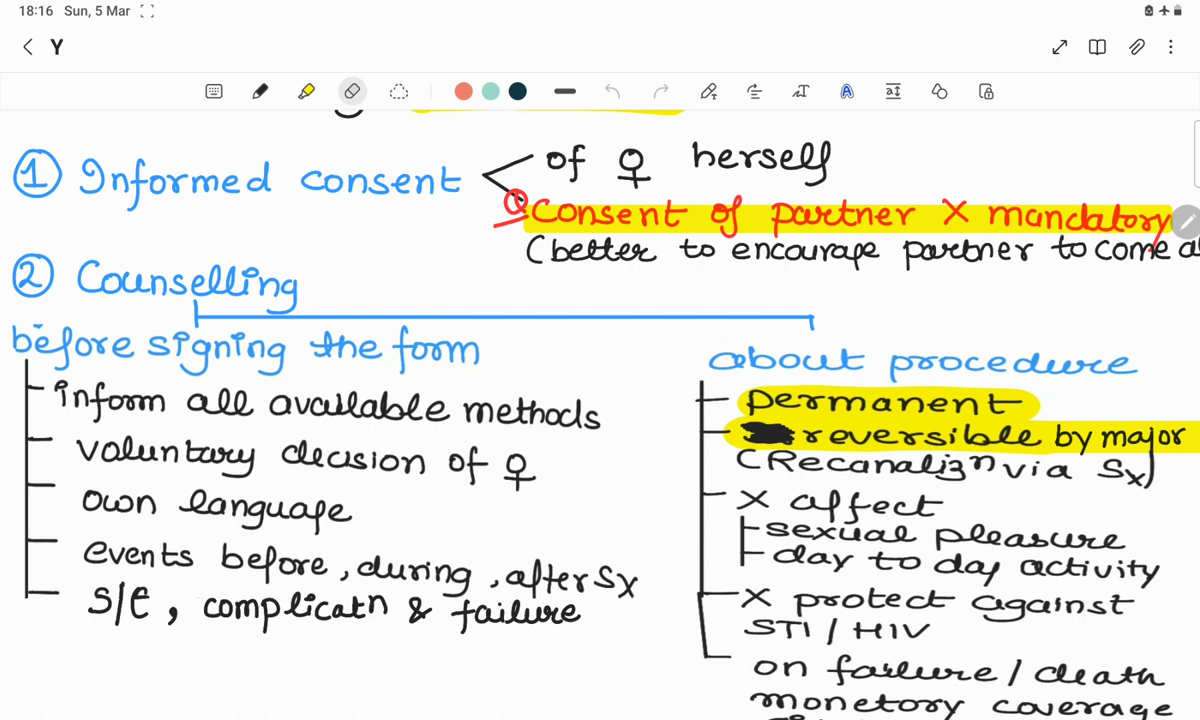 18:16 Sun, 5 Mar
Y
① Informed consent
of ♀ herself
Q consent of partner X mandatory
(better to encourage partner to come a
② Counselling
before signing the form
inform all available methods
voluntary decision of ♀
own language
events before, during, after Sx
S/E, complicatn & failure
about procedure
permanent
reversible by major
(Recanalizn via Sx)
X affect
sexual pleasure
day to day activity
X protect against
STI / HIV
on failure / death
monetory coverage